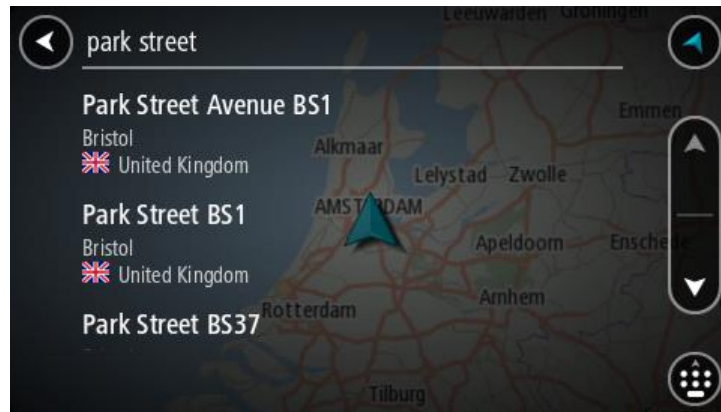 Leeuwarden Groningen
park street
Park Street Avenue BS1
Bristol
United Kingdom
Emmen
Alkmaar
Lelystad Zwolle
Park Street BS1
AMSTERDAM
Bristol
Apeldoorn Enschede
United Kingdom
Arnhem
Rotterdam
Park Street BS37
Tilburg